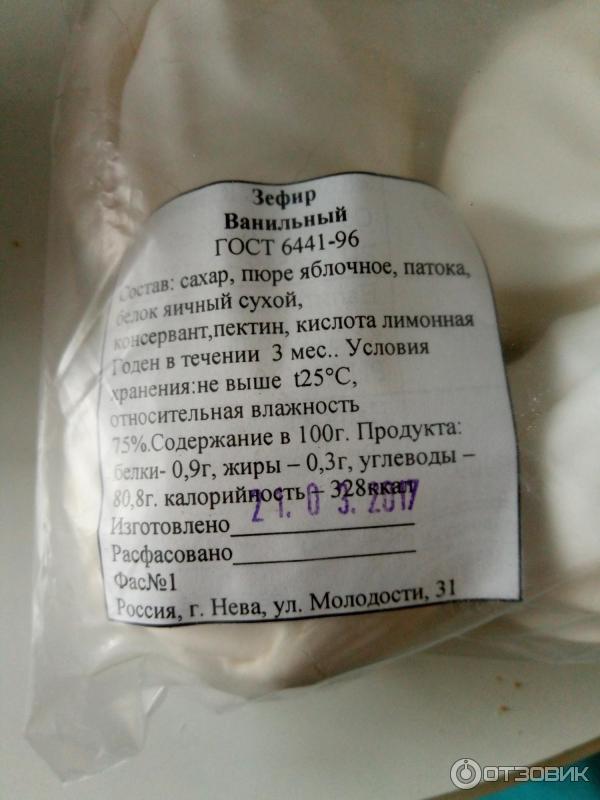 Зефир
Ванильный
ГОСТ 6441-96
Состав: сахар, пюре яблочное, патока,
белок яичный сухой,
консервант,пектин, кислота лимонная
Годен в течении 3 мес.. Условия
хранения:не выше t25°С,
относительная влажность
75%.Содержание в 100г. Продукта:
белки- 0,9г, жиры – 0,3г, углеводы –
80,8г. калорийность – 328ккал
21.03.2017
Изготовлено
Расфасовано
Фас№1
Россия, г. Нева, ул. Молодости, 31
ОТЗОВИК